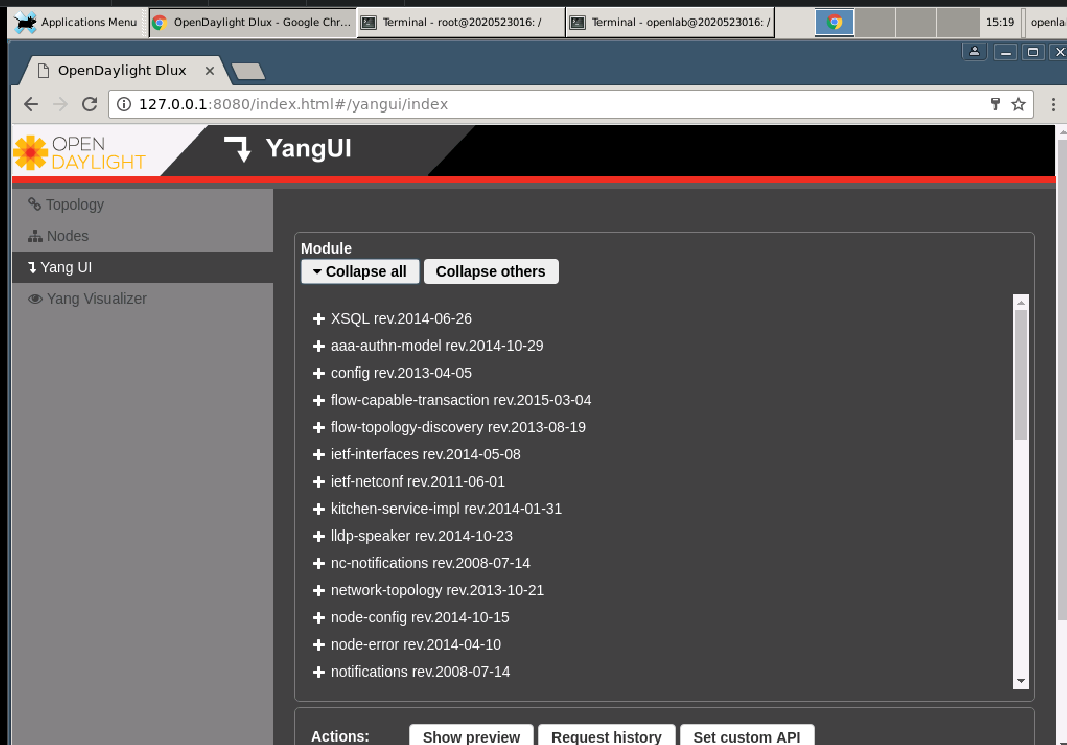 Applications Menu OpenDaylight Dlux - Google Chr... Terminal - root@2020523016: / Terminal - openlab@2020523016: / 15:19 openla
OpenDaylight Dlux
127.0.0.1:8080/index.html#/yangui/index
OPEN
DAYLIGHT
YangUI
Topology
Nodes
Yang UI
Yang Visualizer
Module
Collapse all Collapse others
XSQL rev.2014-06-26
aaa-authn-model rev.2014-10-29
config rev.2013-04-05
flow-capable-transaction rev.2015-03-04
flow-topology-discovery rev.2013-08-19
ietf-interfaces rev.2014-05-08
ietf-netconf rev.2011-06-01
kitchen-service-impl rev.2014-01-31
lldp-speaker rev.2014-10-23
nc-notifications rev.2008-07-14
network-topology rev.2013-10-21
node-config rev.2014-10-15
node-error rev.2014-04-10
notifications rev.2008-07-14
Actions: Show preview Request history Set custom API